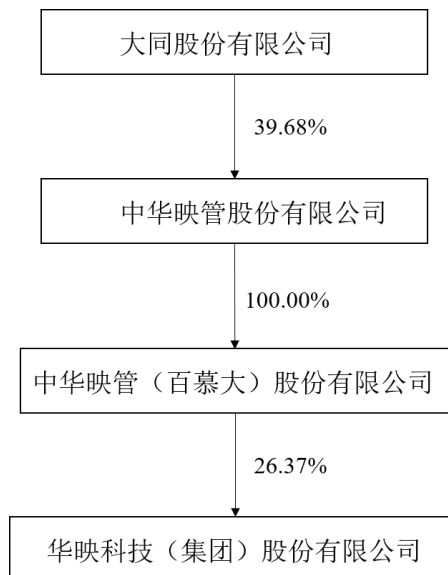 大同股份有限公司
39.68%
中华映管股份有限公司
100.00%
中华映管（百慕大）股份有限公司
26.37%
华映科技（集团）股份有限公司